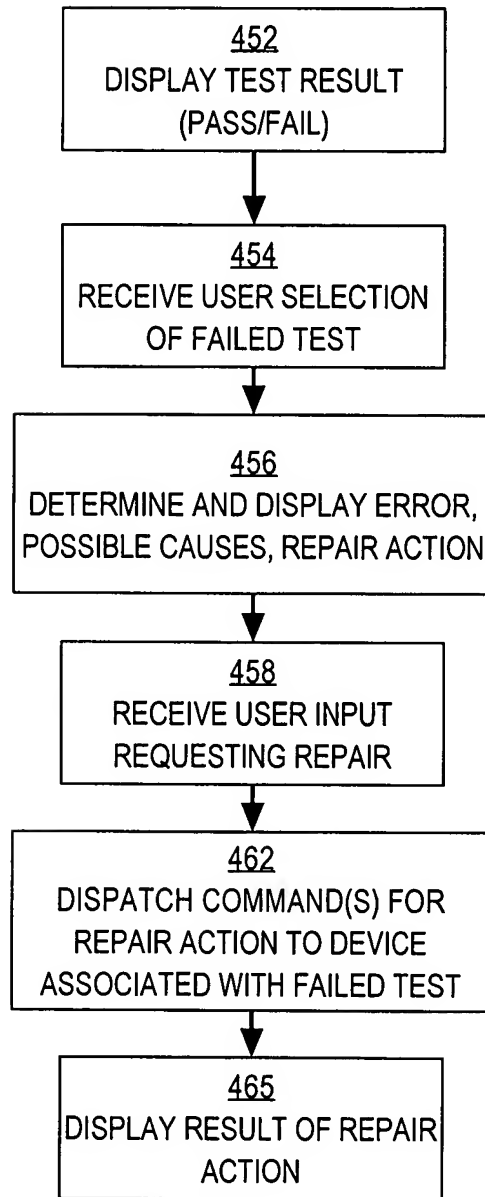 452
DISPLAY TEST RESULT
(PASS/FAIL)
454
RECEIVE USER SELECTION
OF FAILED TEST
456
DETERMINE AND DISPLAY ERROR,
POSSIBLE CAUSES, REPAIR ACTION
458
RECEIVE USER INPUT
REQUESTING REPAIR
462
DISPATCH COMMAND(S) FOR
REPAIR ACTION TO DEVICE
ASSOCIATED WITH FAILED TEST
465
DISPLAY RESULT OF REPAIR
ACTION